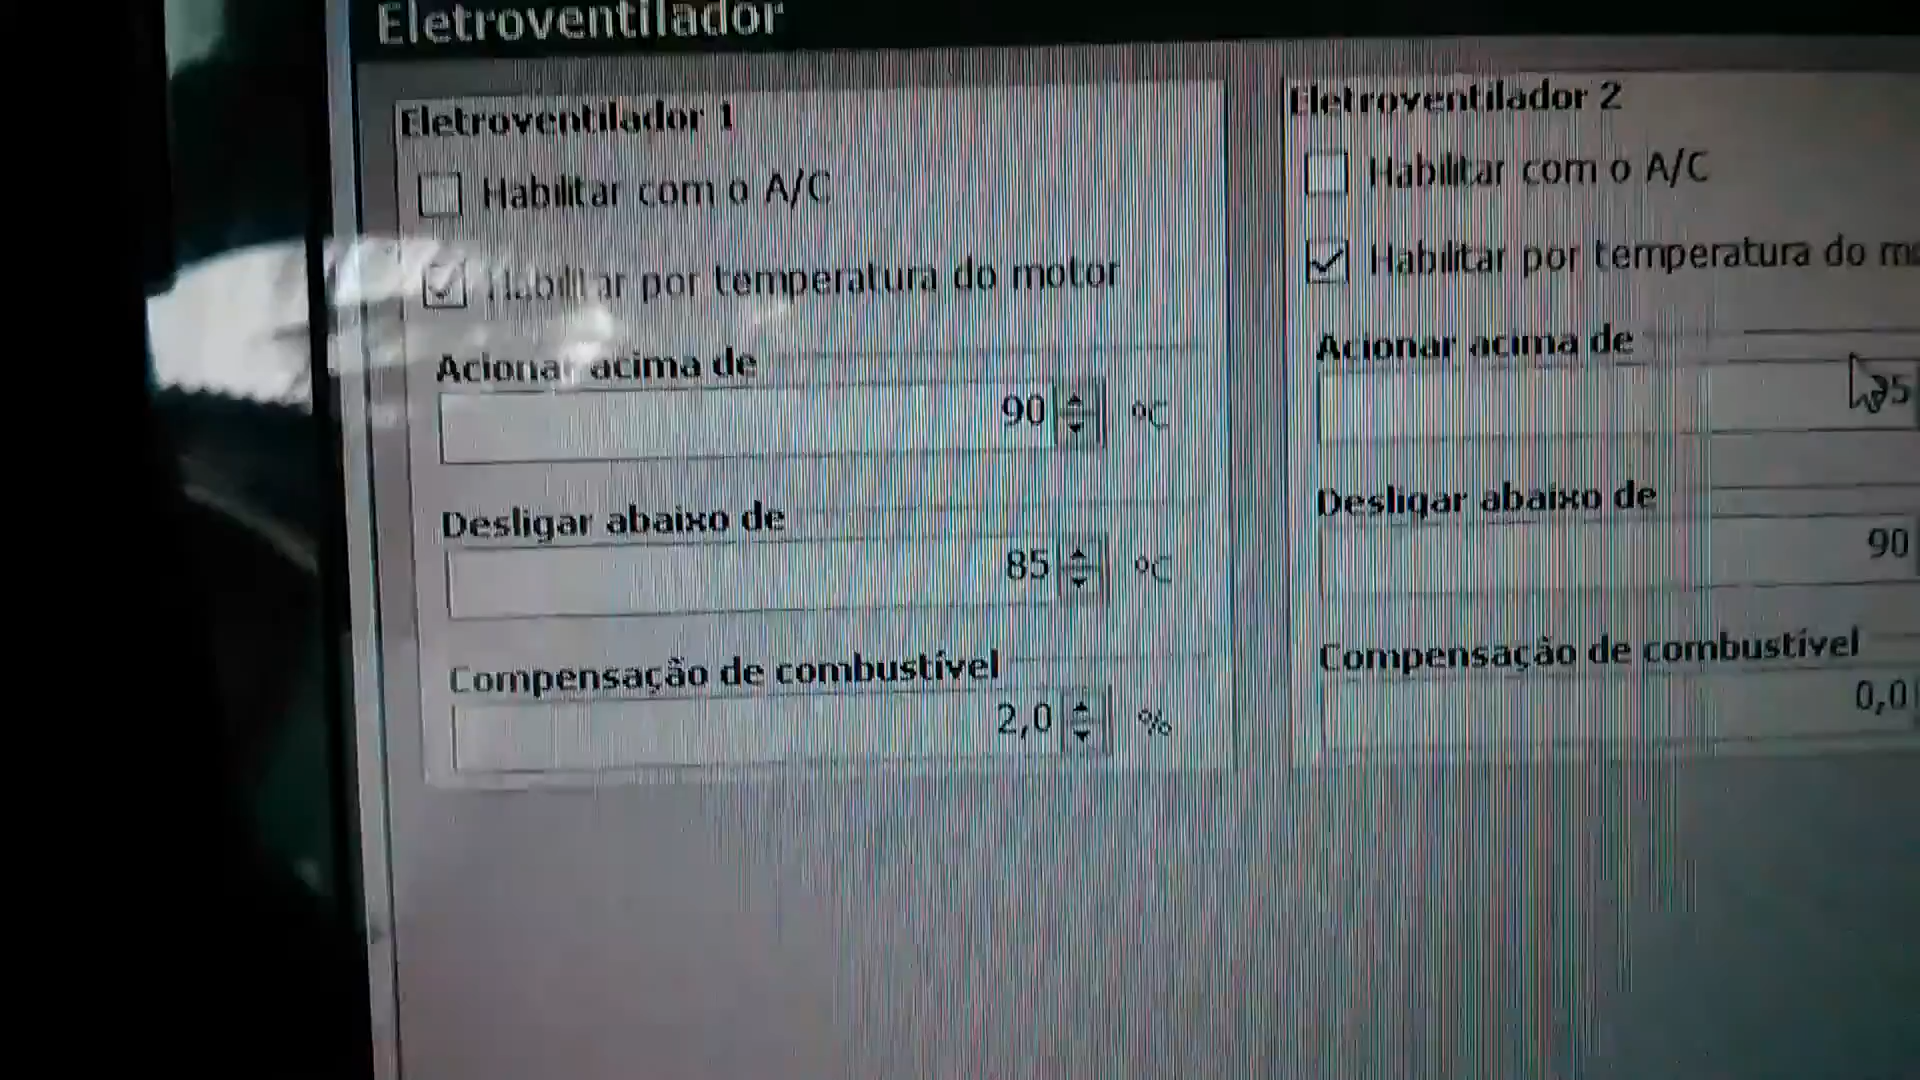 Eletroventilador
Eletroventilador 1
Habilitar com o A/C
Habilitar por temperatura do motor
Acionar acima de
90 ºC
Desligar abaixo de
85 ºC
Compensação de combustível
2,0 %
Eletroventilador 2
Habilitar com o A/C
Habilitar por temperatura do
Acionar acima de
Desligar abaixo de
90
Compensação de combustível
0,0